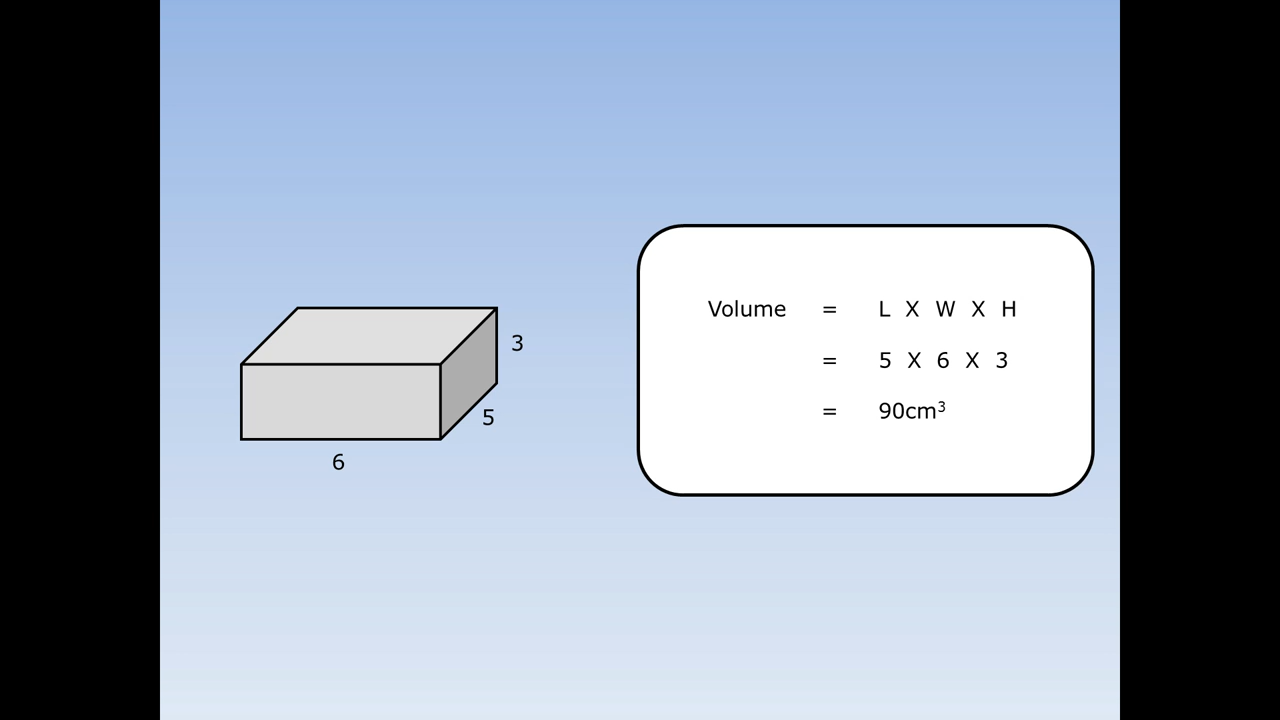 3
5
6
Volume = L X W X H
= 5 X 6 X 3
= 90cm³